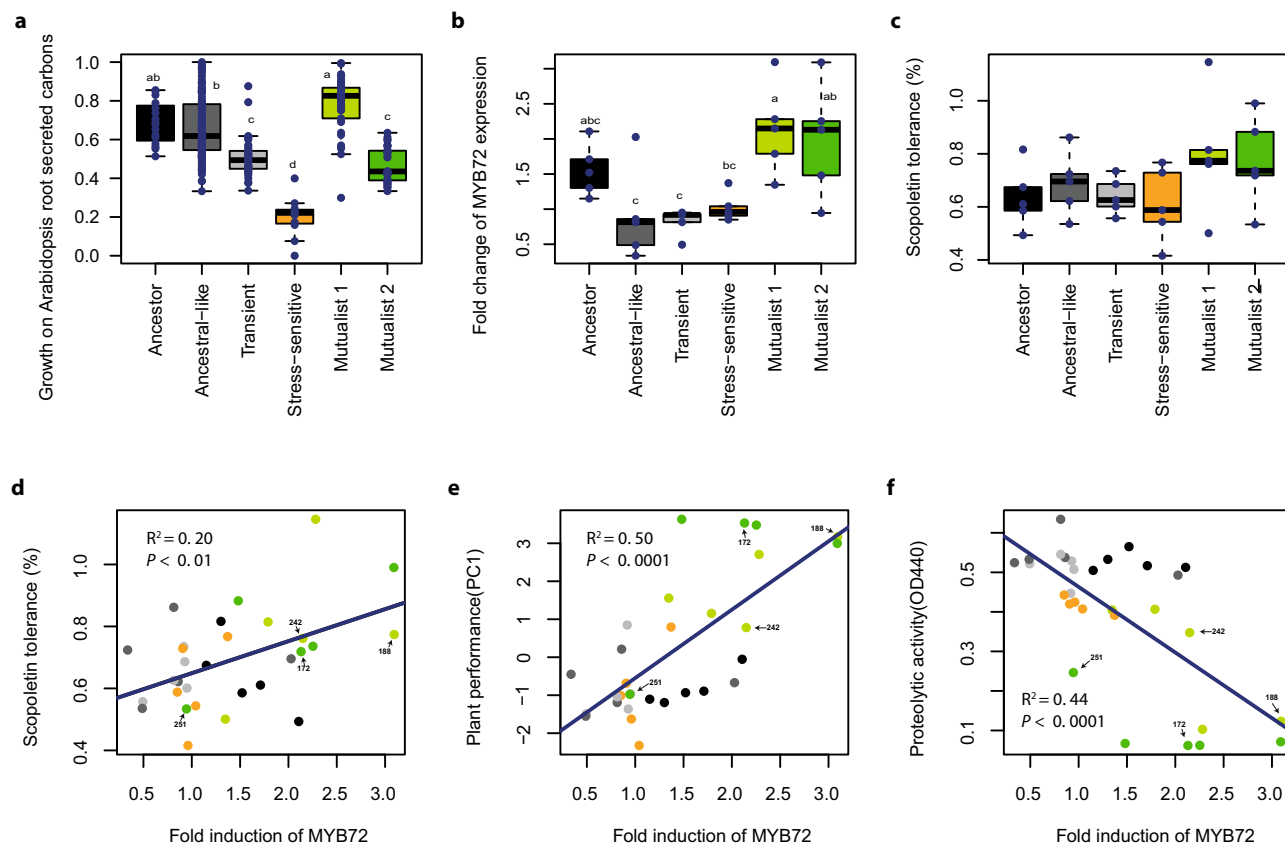 a
Growth on Arabidopsis root secreted carbons
1.0
0.8
0.6
0.4
0.2
0.0
ab
b
c
d
a
c
Ancestor
Ancestral−like
Transient
Stress−sensitive
Mutualist 1
Mutualist 2
b
Fold change of MYB72 expression
2.5
1.5
0.5
abc
c
c
bc
a
ab
Ancestor
Ancestral−like
Transient
Stress−sensitive
Mutualist 1
Mutualist 2
c
Scopoletin tolerance (%)
1.0
0.8
0.6
0.4
Ancestor
Ancestral−like
Transient
Stress−sensitive
Mutualist 1
Mutualist 2
d
Scopoletin tolerance (%)
1.0
0.8
0.6
0.4
R² = 0.20
P < 0.01
242
172
188
251
0.5 1.0 1.5 2.0 2.5 3.0
Fold induction of MYB72
e
Plant performance(PC1)
3
2
1
0
−1
−2
R² = 0.50
P < 0.0001
188
172
242
251
0.5 1.0 1.5 2.0 2.5 3.0
Fold induction of MYB72
f
Proteolytic activity(OD440)
0.5
0.3
0.1
242
251
R² = 0.44
P < 0.0001
172
188
0.5 1.0 1.5 2.0 2.5 3.0
Fold induction of MYB72